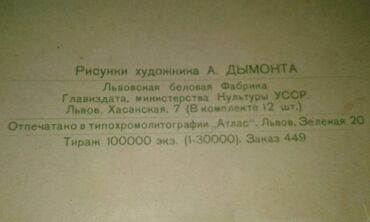 Рисунки художника А. ДЫМОНТА
Львовская беловая Фабрика
Главиздата, министерства Нультуры УССР.
Львов, Хасанская, 7 (В комплекте 12 шт.)
Отпечатано в типохромолитографии „Атлас". Львов, Зеленая, 20
Тираж 100000 экз. (1-30000). Заказ 449